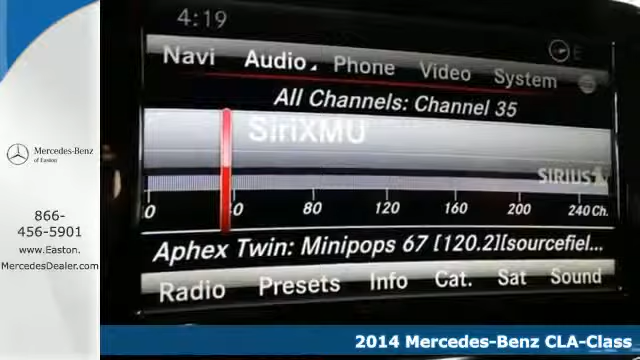 4:19
E
Navi Audio Phone Video System
All Channels: Channel 35
SiriXMU
SIRIUS
0 80 120 160 200 240 Ch.
Aphex Twin: Minipops 67 [120.2][sourcefiel...
Radio Presets Info Cat. Sat Sound
Mercedes-Benz
of Easton
866-
456-5901
www.Easton.
MercedesDealer.com
2014 Mercedes-Benz CLA-Class